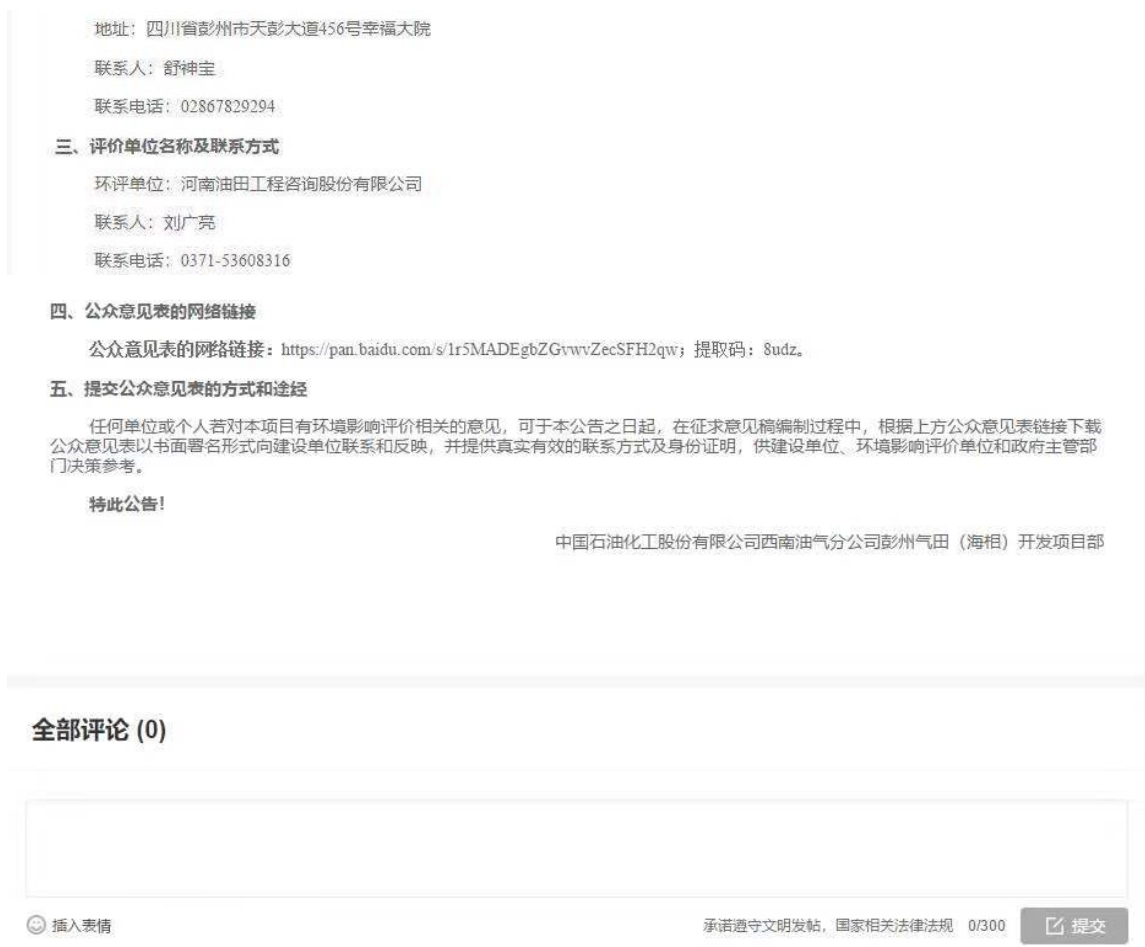 地址：四川省彭州市天彭大道456号幸福大院
联系人：舒神宝
联系电话：02867829294
三、评价单位名称及联系方式
环评单位：河南油田工程咨询股份有限公司
联系人：刘广亮
联系电话：0371-53608316
四、公众意见表的网络链接
公众意见表的网络链接：https://pan.baidu.com/s/1r5MADEgbZGvwvZecSFH2qw；提取码：8udz。
五、提交公众意见表的方式和途经
任何单位或个人若对本项目有环境影响评价相关的意见，可于本公告之日起，在征求意见稿编制过程中，根据上方公众意见表链接下载
公众意见表以书面署名形式向建设单位联系和反映，并提供真实有效的联系方式及身份证明，供建设单位、环境影响评价单位和政府主管部
门决策参考。
特此公告！
中国石油化工股份有限公司西南油气分公司彭州气田（海相）开发项目部
全部评论 (0)
插入表情 承诺遵守文明发帖，国家相关法律法规 0/300 提交